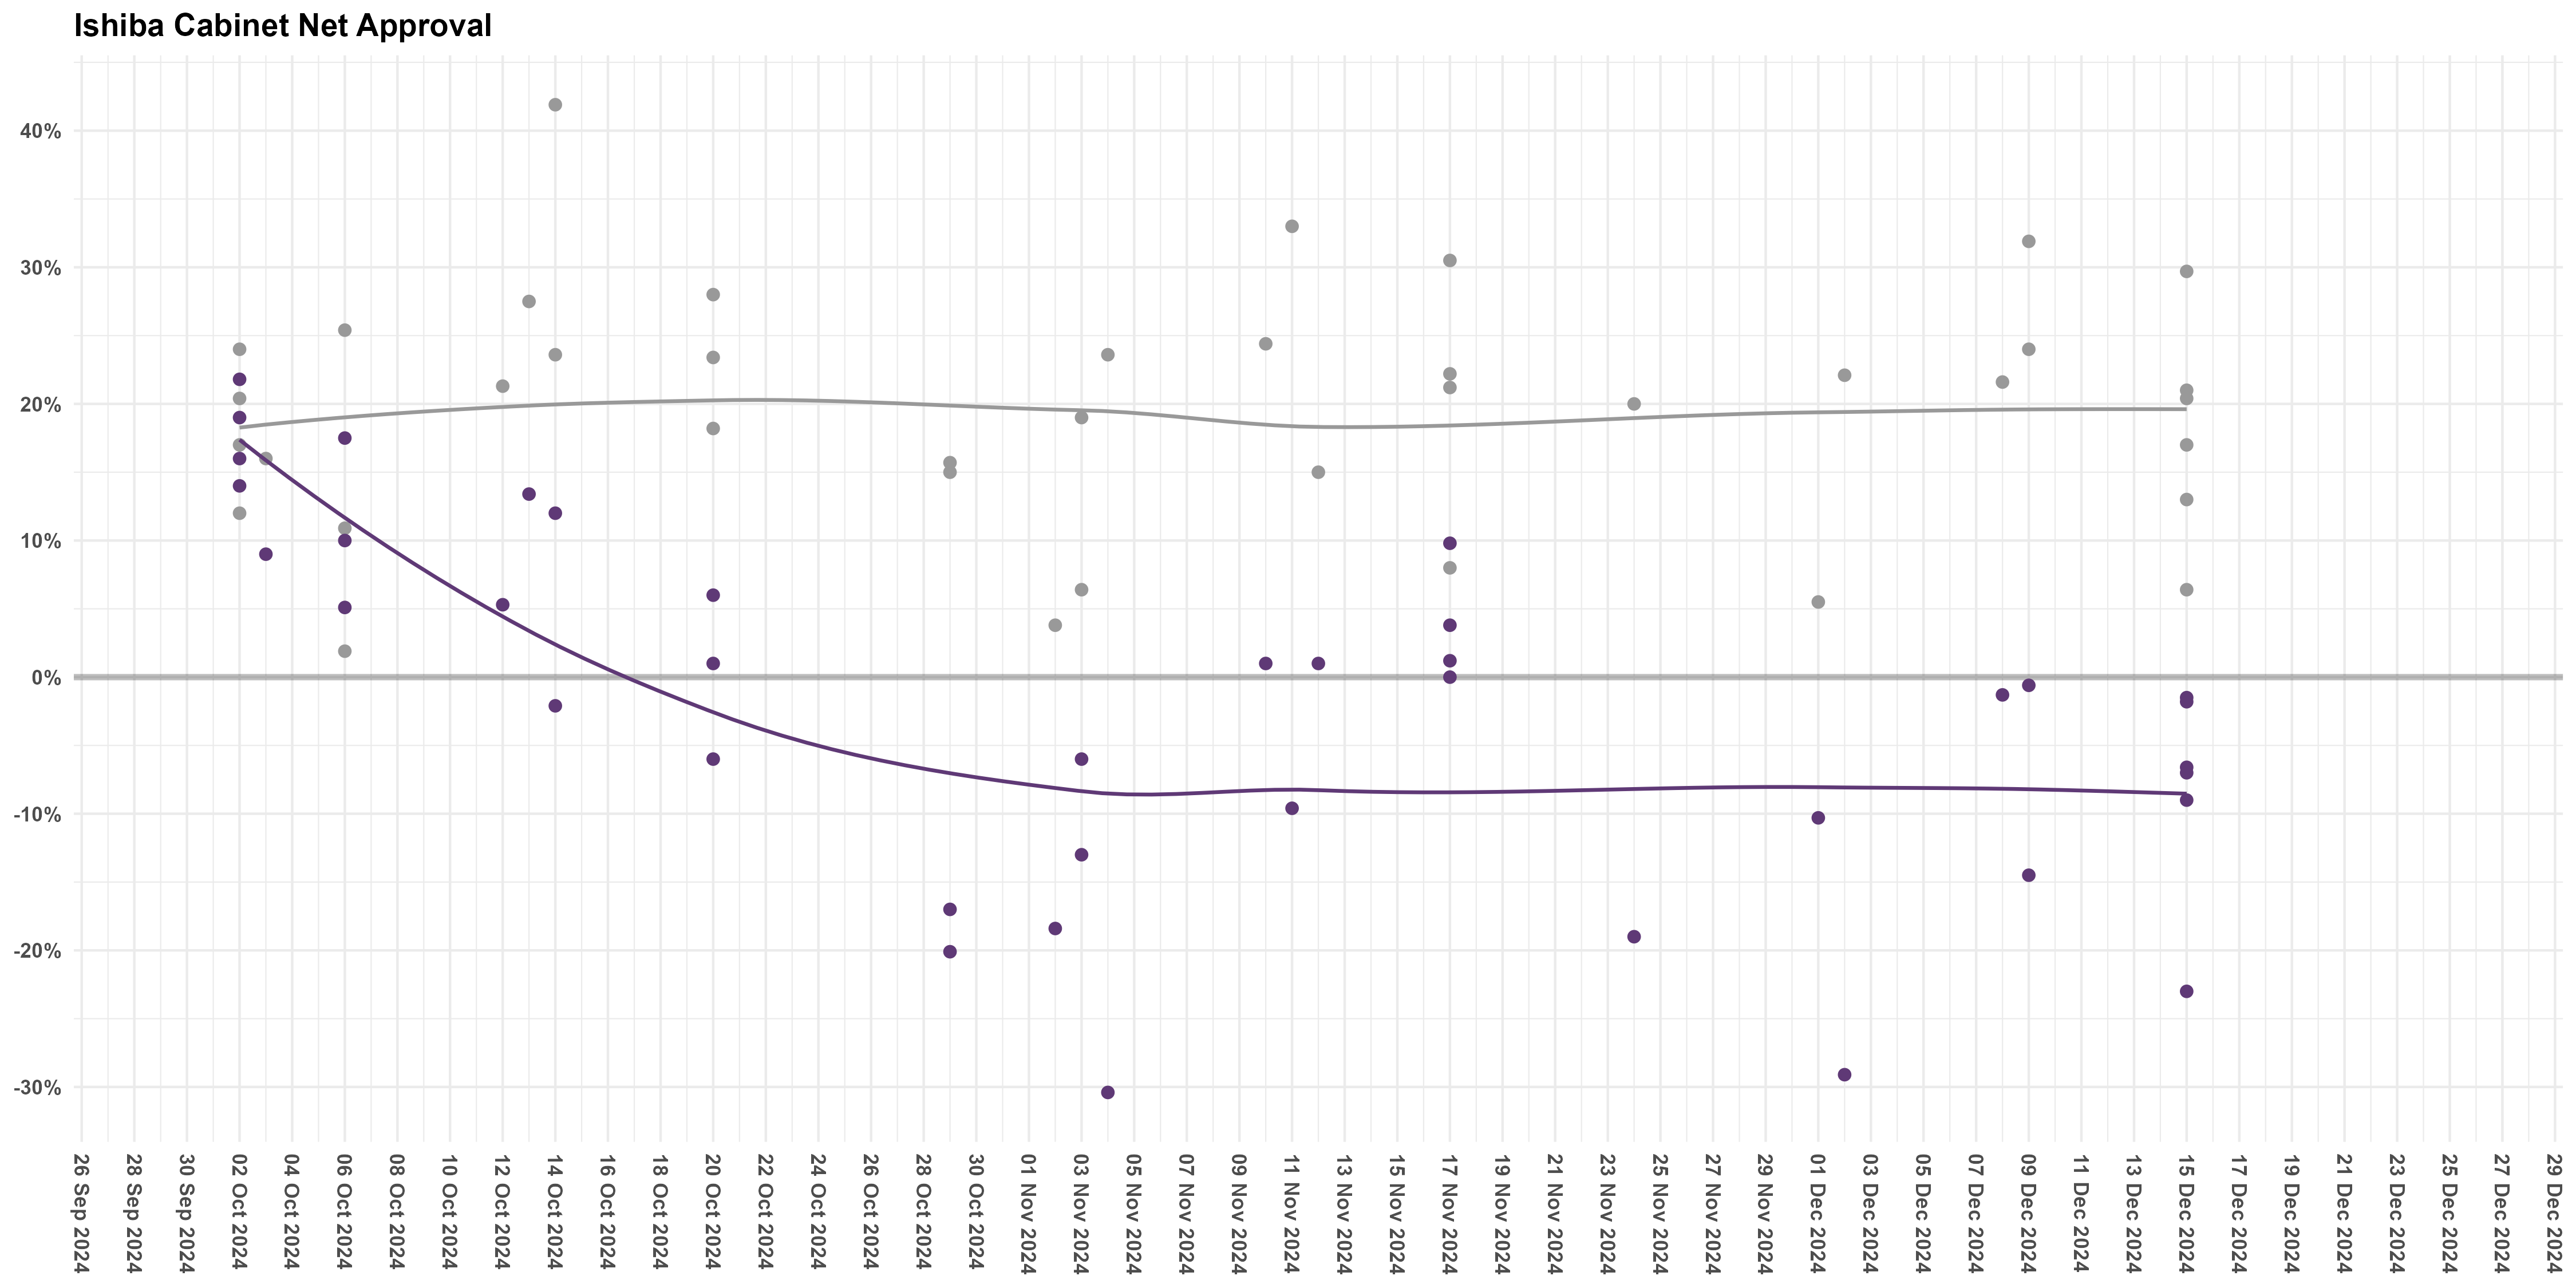 Ishiba Cabinet Net Approval
40%
30%
20%
10%
0%
-10%
-20%
-30%
26 Sep 2024
28 Sep 2024
30 Sep 2024
02 Oct 2024
04 Oct 2024
06 Oct 2024
08 Oct 2024
10 Oct 2024
12 Oct 2024
14 Oct 2024
16 Oct 2024
18 Oct 2024
20 Oct 2024
22 Oct 2024
24 Oct 2024
26 Oct 2024
28 Oct 2024
30 Oct 2024
01 Nov 2024
03 Nov 2024
05 Nov 2024
07 Nov 2024
09 Nov 2024
11 Nov 2024
13 Nov 2024
15 Nov 2024
17 Nov 2024
19 Nov 2024
21 Nov 2024
23 Nov 2024
25 Nov 2024
27 Nov 2024
29 Nov 2024
01 Dec 2024
03 Dec 2024
05 Dec 2024
07 Dec 2024
09 Dec 2024
11 Dec 2024
13 Dec 2024
15 Dec 2024
17 Dec 2024
19 Dec 2024
21 Dec 2024
23 Dec 2024
25 Dec 2024
27 Dec 2024
29 Dec 2024